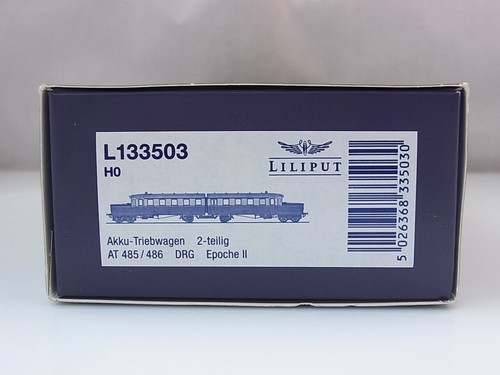 L133503
H0
LILIPUT
Akku-Triebwagen 2-teilig
AT 485/486 DRG Epoche II
5 026368 335030